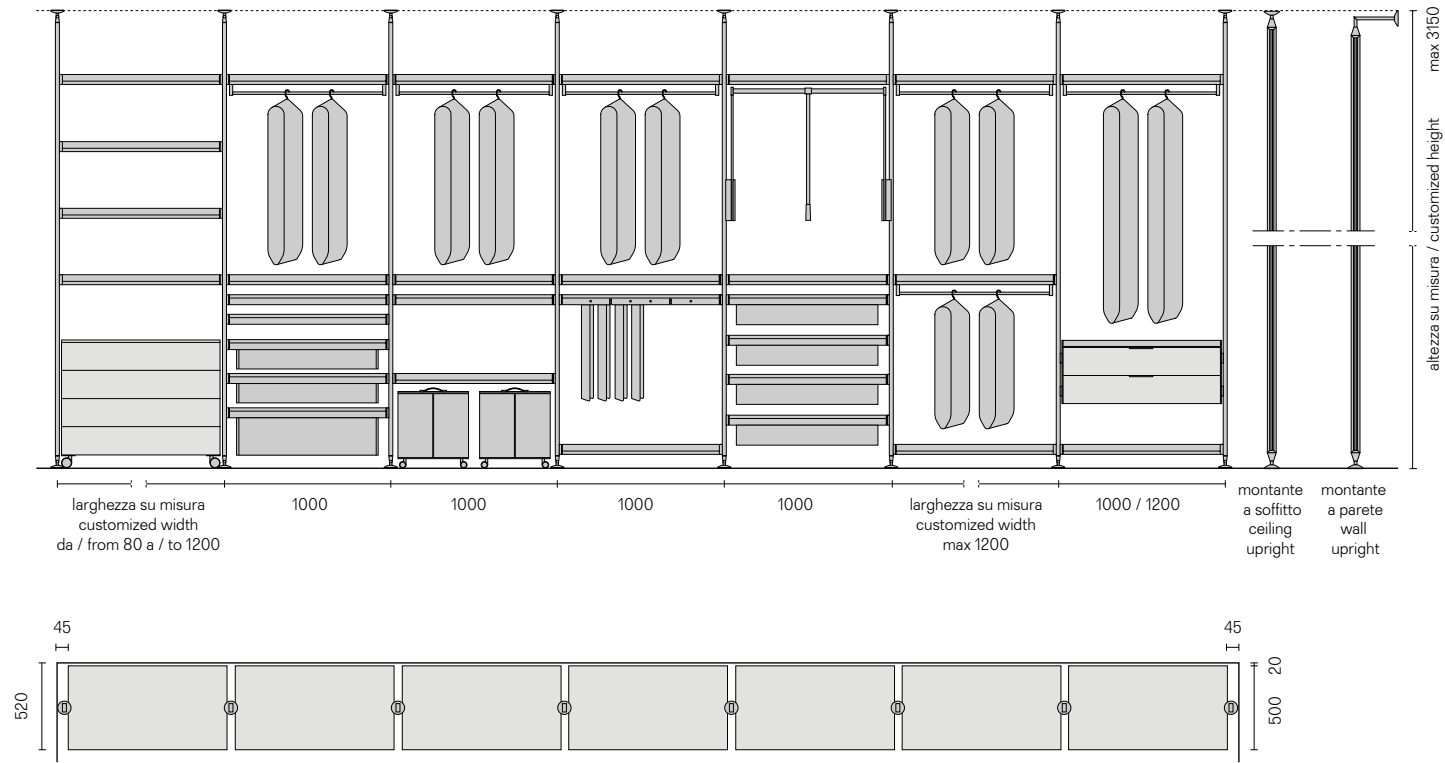 max 3150
altezza su misura / customized height
larghezza su misura
customized width
da / from 80 a / to 1200
1000
1000
1000
1000
larghezza su misura
customized width
max 1200
1000 / 1200
montante
a soffitto
ceiling
upright
montante
a parete
wall
upright
45
45
520
20
500